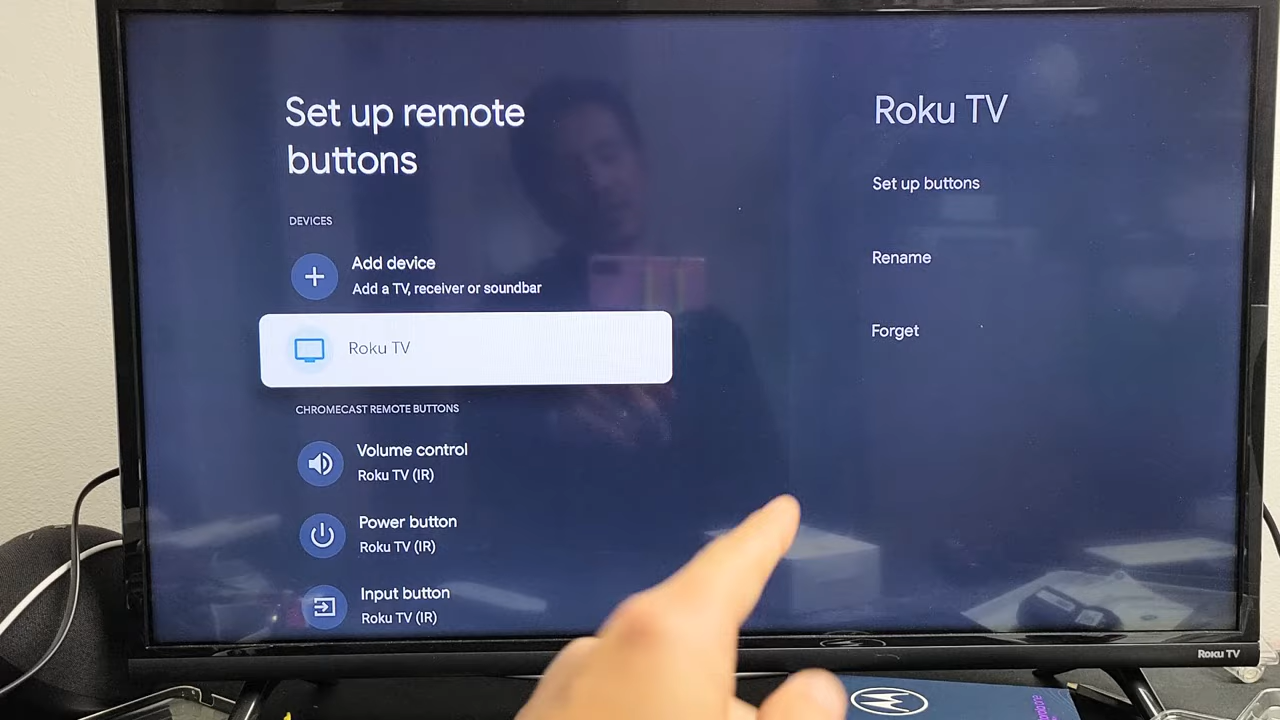 Set up remote
buttons
DEVICES
Add device
Add a TV, receiver or soundbar
Roku TV
CHROMECAST REMOTE BUTTONS
Volume control
Roku TV (IR)
Power button
Roku TV (IR)
Input button
Roku TV (IR)
Roku TV
Set up buttons
Rename
Forget
Roku TV